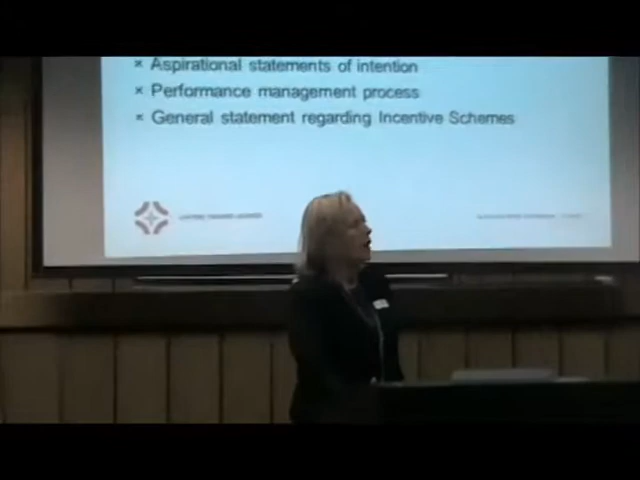 × Aspirational statements of intention
× Performance management process
× General statement regarding Incentive Schemes